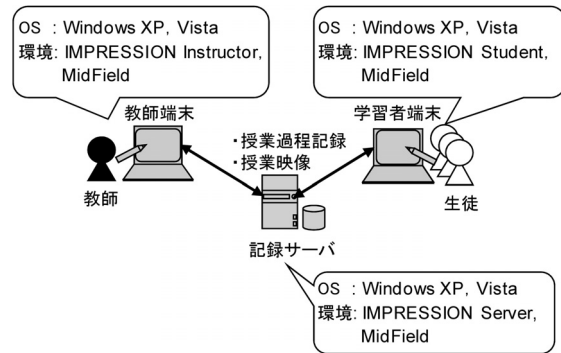 OS : Windows XP, Vista
環境: IMPRESSION Instructor,
MidField
OS : Windows XP, Vista
環境: IMPRESSION Student,
MidField
教師端末
学習者端末
・授業過程記録
・授業映像
教師
生徒
記録サーバ
OS : Windows XP, Vista
環境: IMPRESSION Server,
MidField